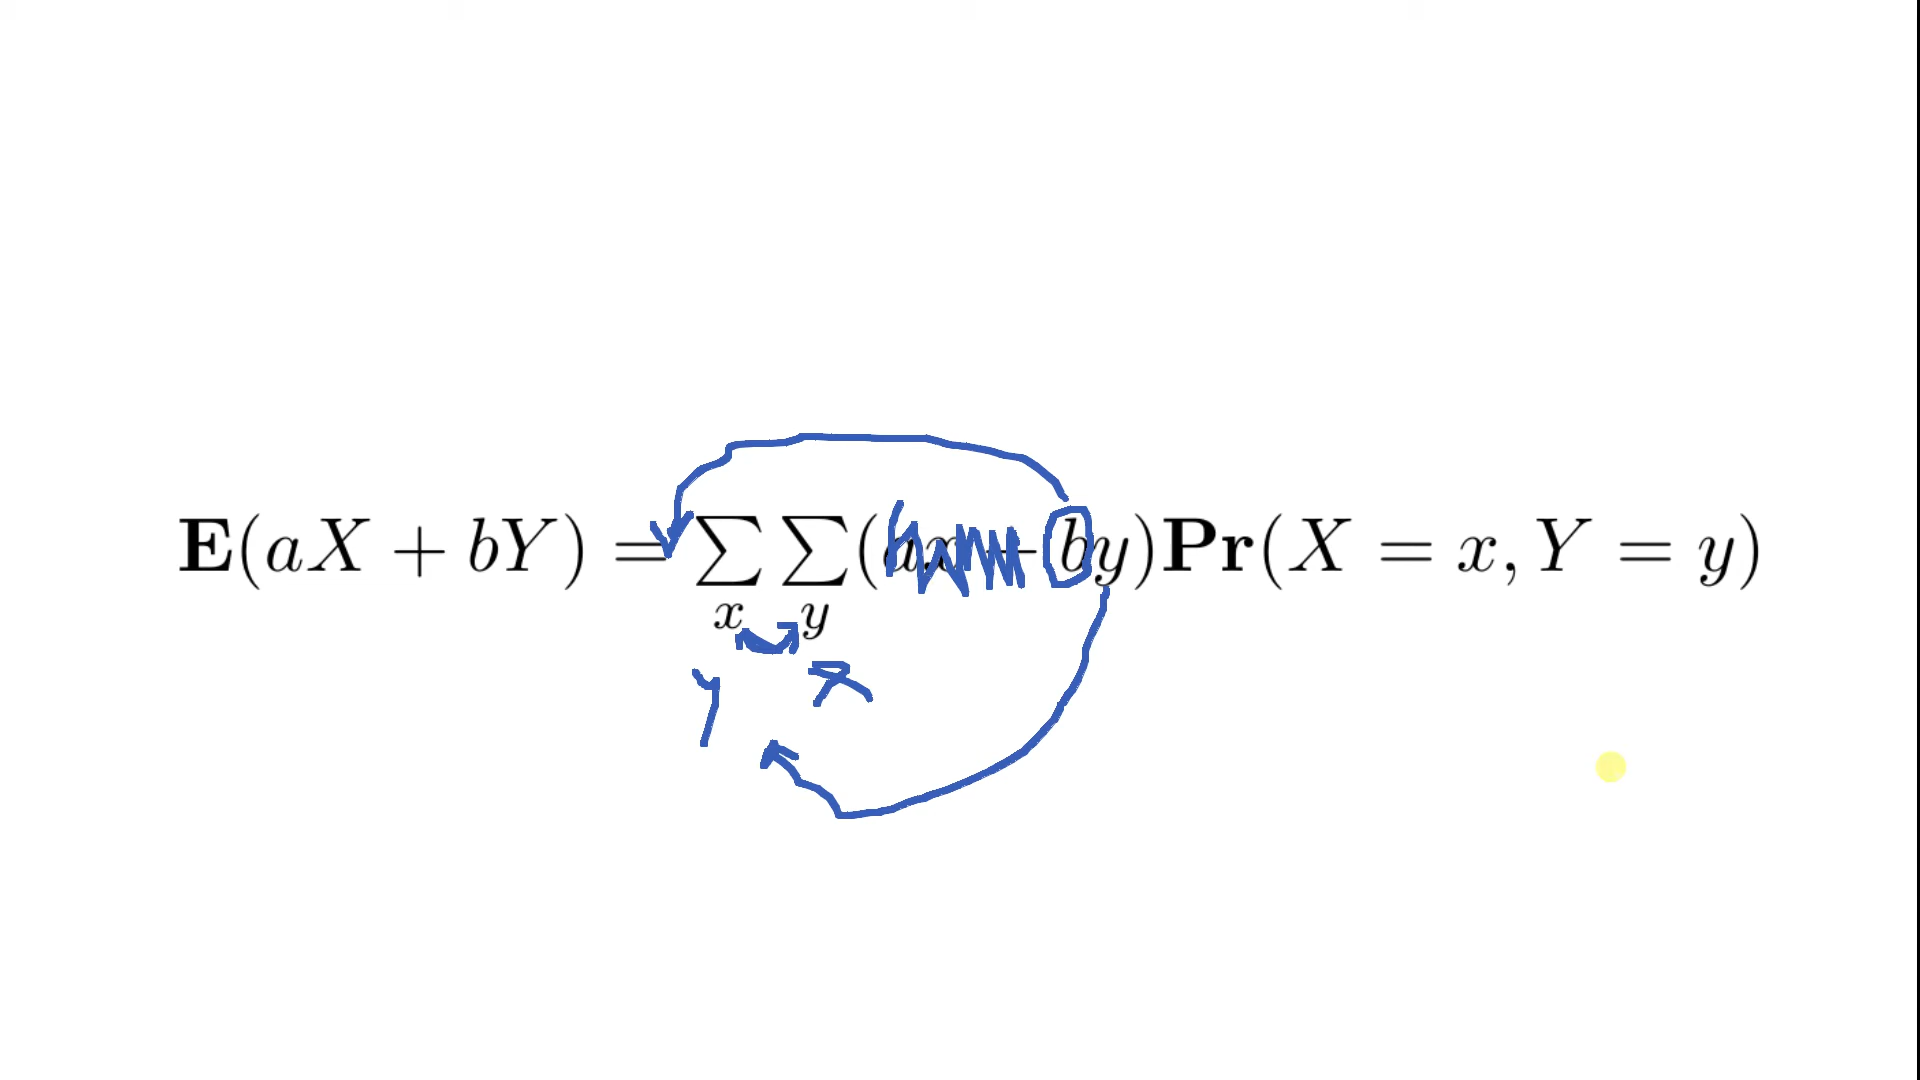 E(aX + bY) = ∑x ∑y (ax + by)Pr(X = x, Y = y)
y x